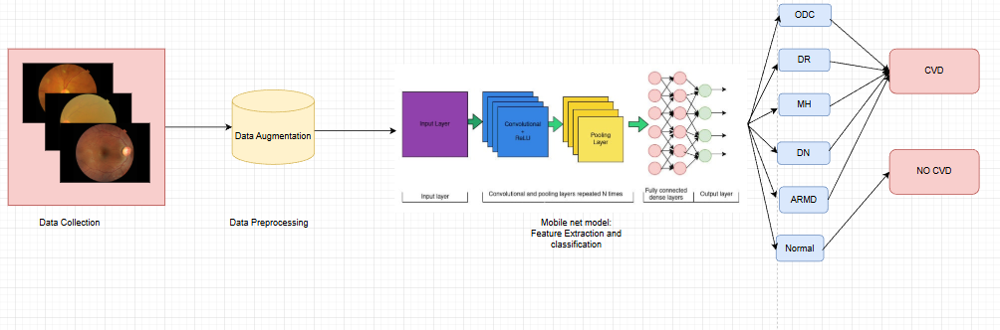 Data Collection
Data Augmentation
Data Preprocessing
Input Layer
Convolutional
+
ReLU
Pooling
Layer
Input layer
Convolutional and pooling layers repeated N times
Fully connected
dense layers
Output layer
Mobile net model:
Feature Extraction and
classification
ODC
DR
MH
DN
ARMD
Normal
CVD
NO CVD